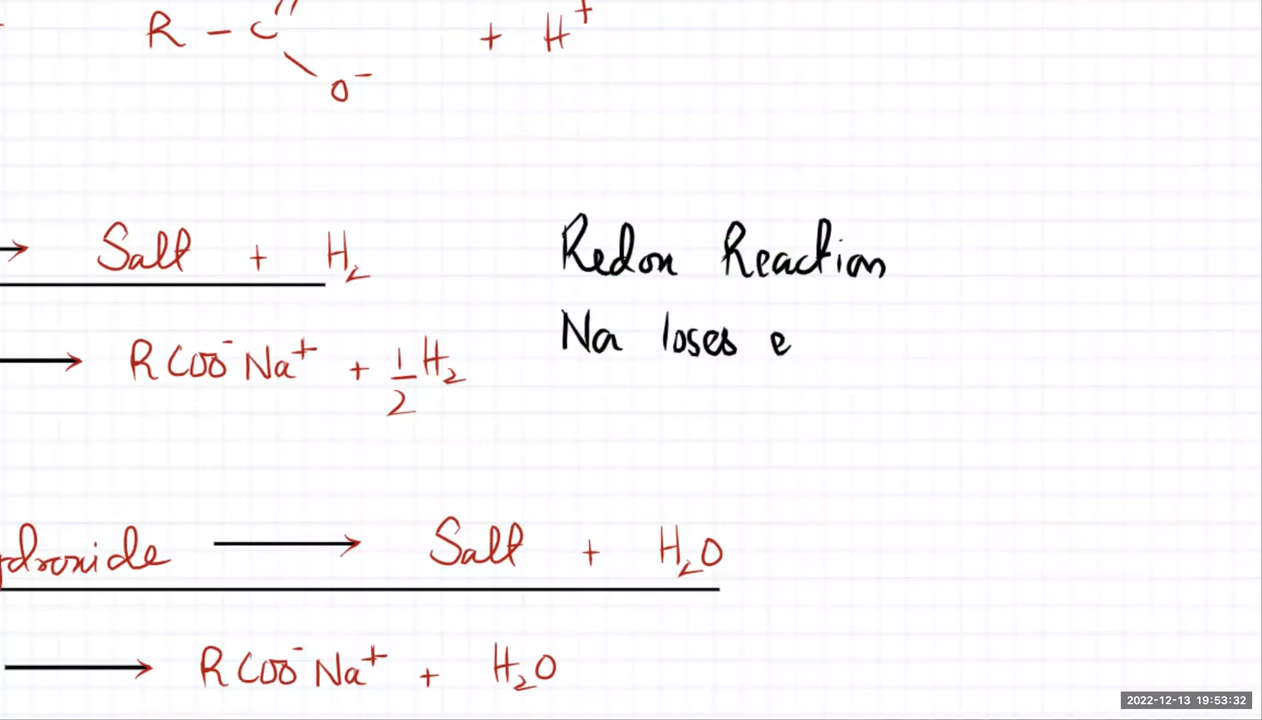 R - C + H⁺
O⁻
→ Salt + H₂ Redox Reaction
→ RCOO⁻Na⁺ + ½H₂ Na loses e
droxide → Salt + H₂O
→ RCOO⁻Na⁺ + H₂O
2022-12-13 19:53:32